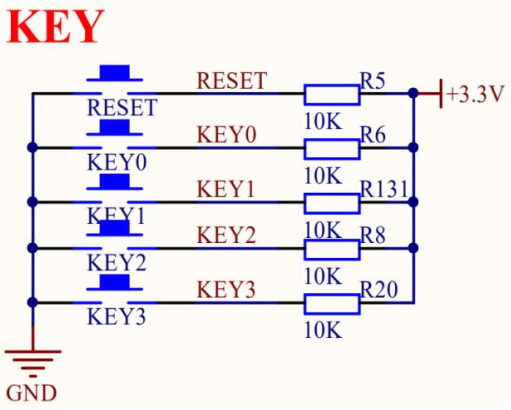 KEY
RESET R5
+3.3V
RESET 10K
KEY0 R6
KEY0 10K
KEY1 R131
KEY1 10K
KEY2 R8
KEY2 10K
KEY3 R20
KEY3 10K
GND